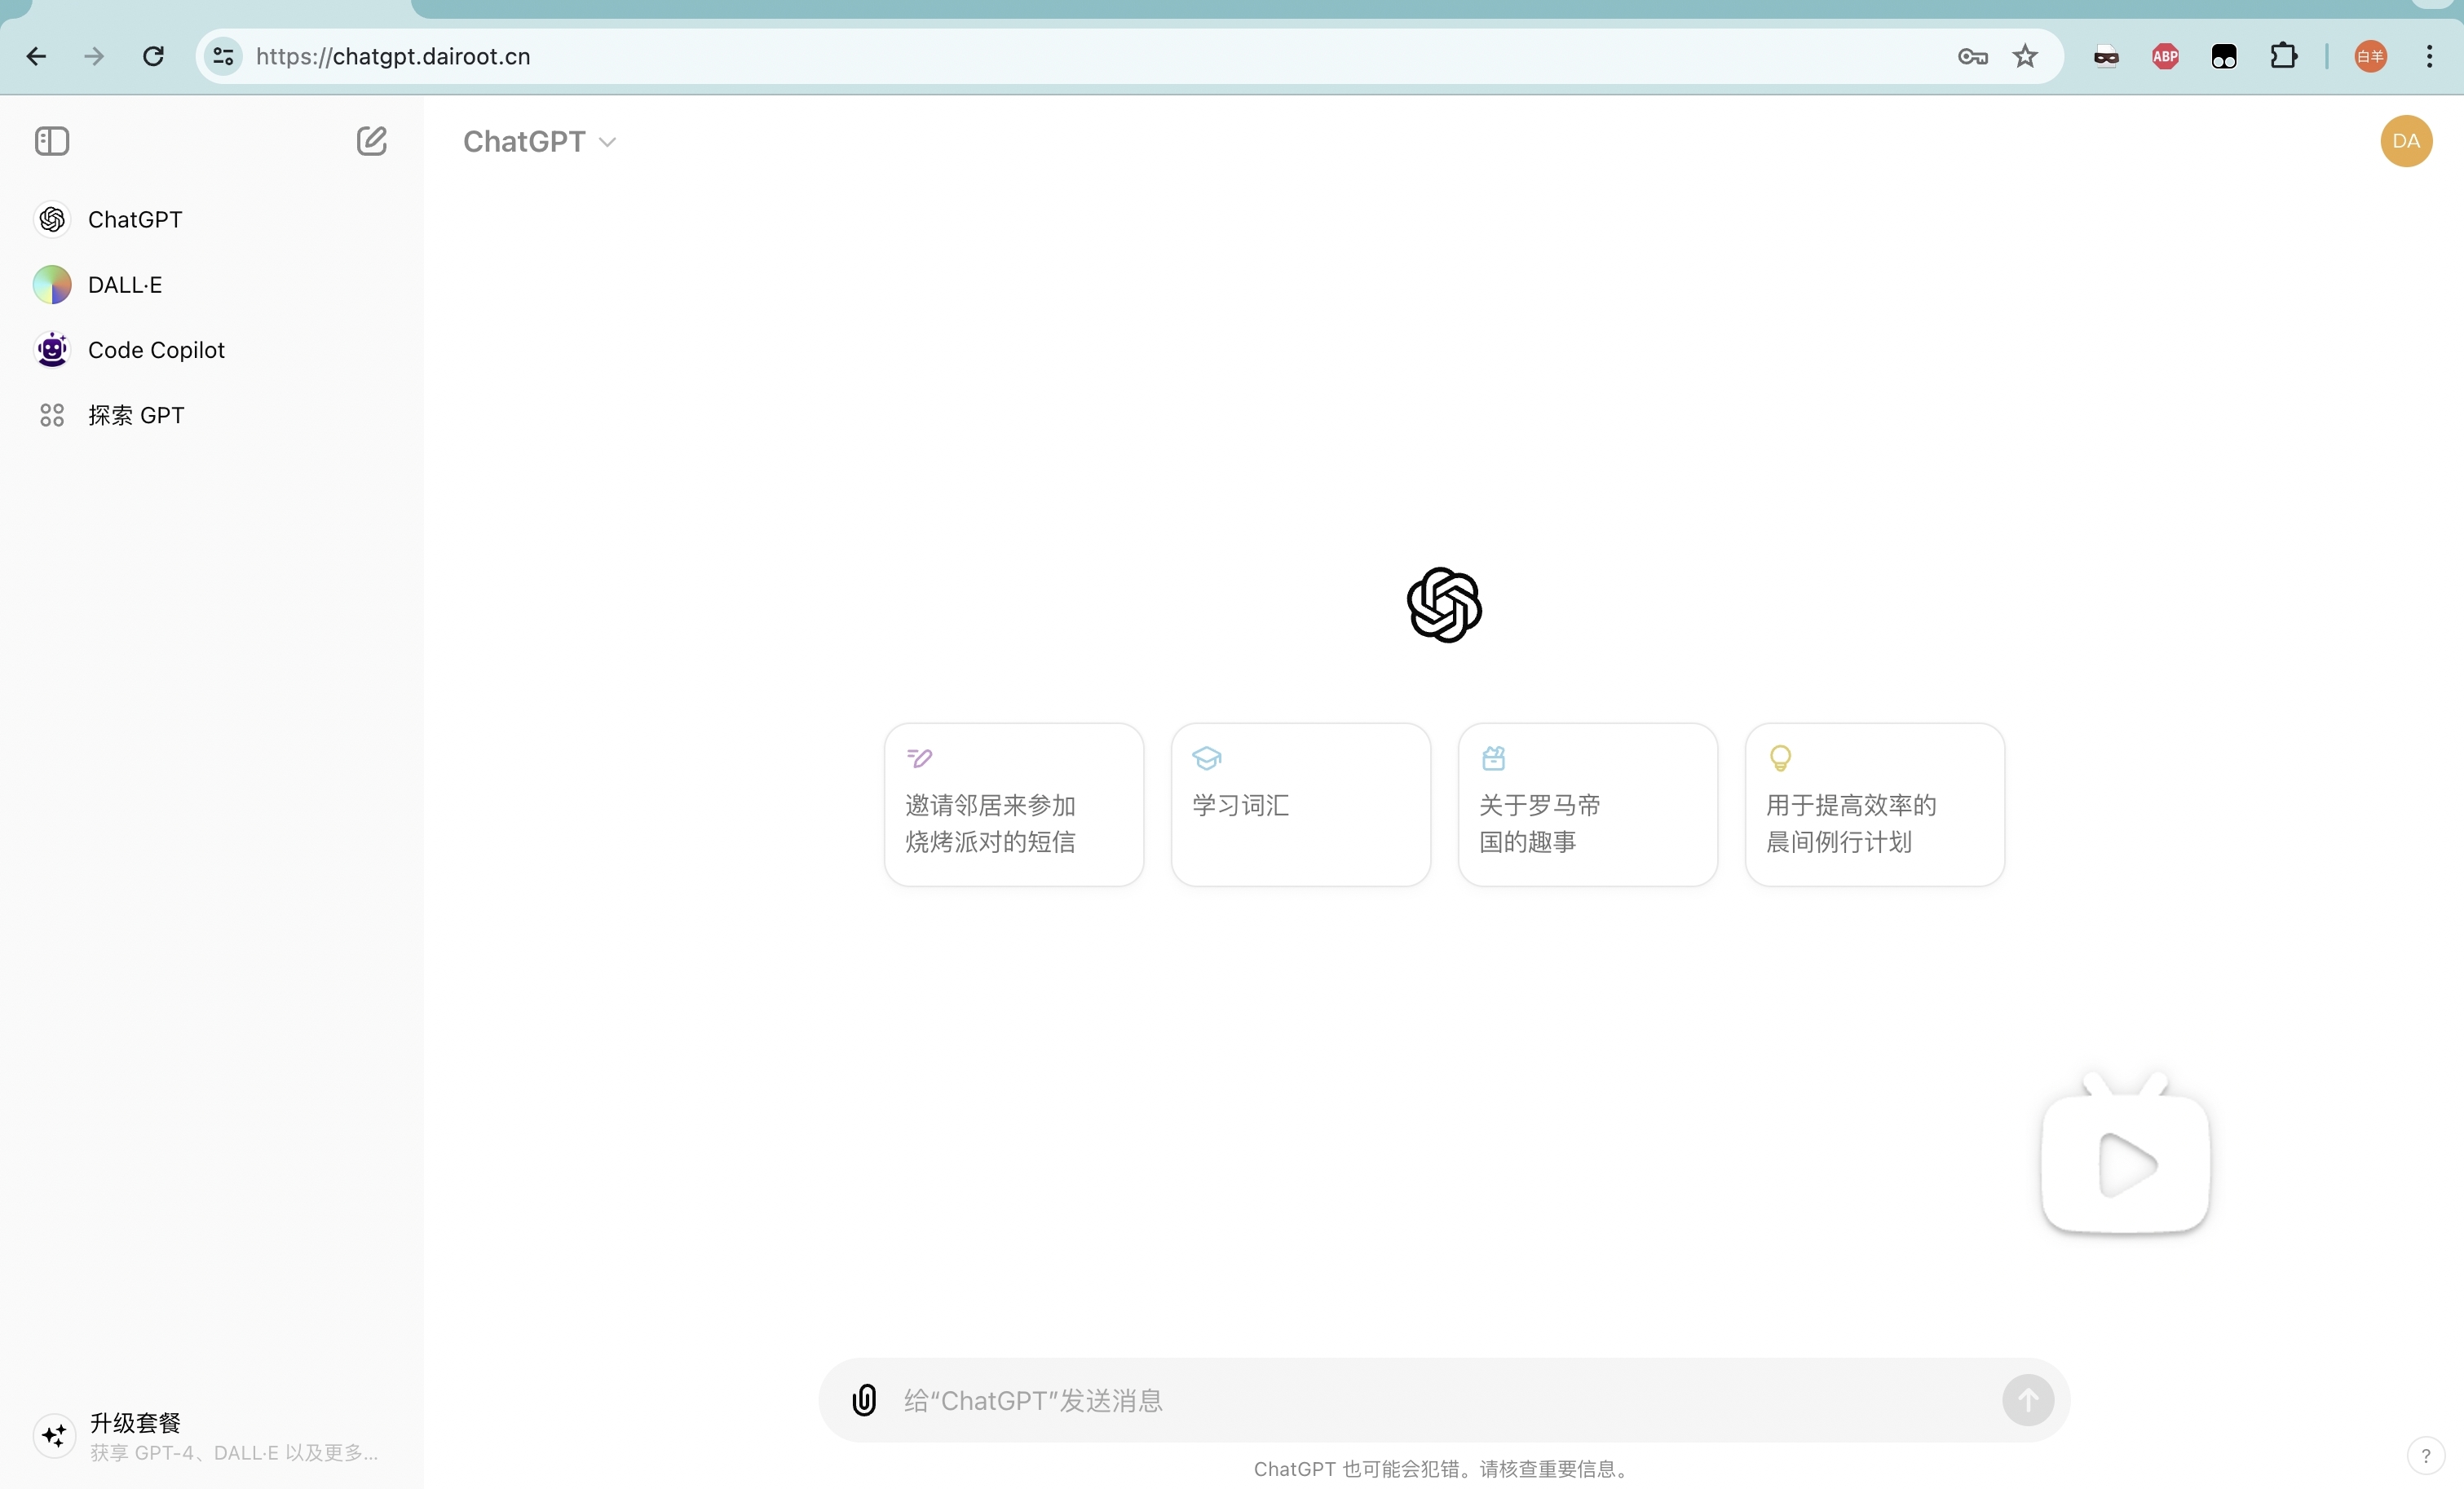 https://chatgpt.dairoot.cn
ABP
白羊
ChatGPT
DA
ChatGPT
DALL·E
Code Copilot
探索 GPT
邀请邻居来参加
烧烤派对的短信
学习词汇
关于罗马帝
国的趣事
用于提高效率的
晨间例行计划
给“ChatGPT”发送消息
升级套餐
获享 GPT-4、DALL·E 以及更多...
ChatGPT 也可能会犯错。请核查重要信息。
?